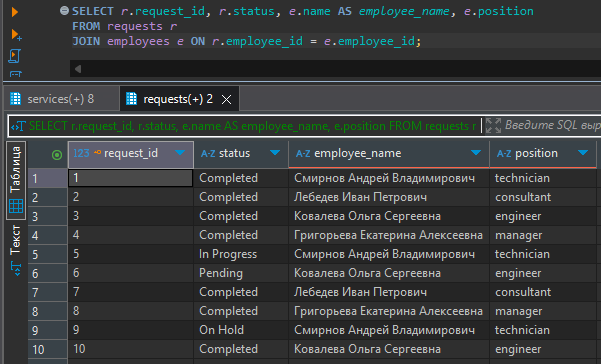 SELECT r.request_id, r.status, e.name AS employee_name, e.position
FROM requests r
JOIN employees e ON r.employee_id = e.employee_id;
services(+) 8
requests(+) 2
SELECT r.request_id, r.status, e.name AS employee_name, e.position FROM requests r
Введите SQL выр
Таблица
Текст
123 request_id A-Z status A-Z employee_name A-Z position
1 1 Completed Смирнов Андрей Владимирович technician
2 2 Completed Лебедев Иван Петрович consultant
3 3 Completed Ковалева Ольга Сергеевна engineer
4 4 Completed Григорьева Екатерина Алексеевна manager
5 5 In Progress Смирнов Андрей Владимирович technician
6 6 Pending Ковалева Ольга Сергеевна engineer
7 7 Completed Лебедев Иван Петрович consultant
8 8 Completed Григорьева Екатерина Алексеевна manager
9 9 On Hold Смирнов Андрей Владимирович technician
10 10 Completed Ковалева Ольга Сергеевна engineer